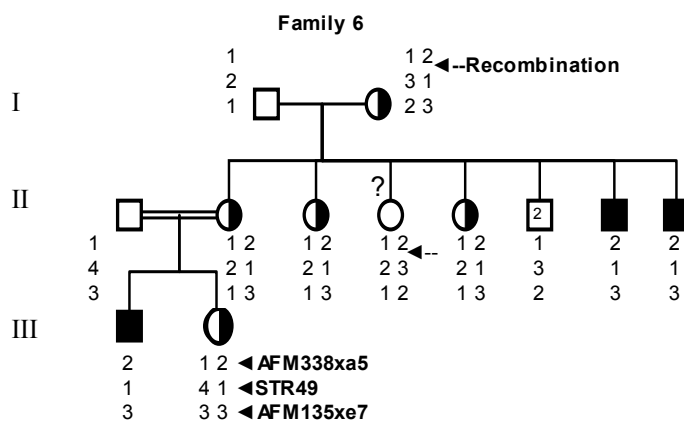 Family 6
1 1 2 ◄--Recombination
2 3 1
I 1 2 3
II ?
2
1 1 2 1 2 1 2 1 2 1 2 2
4 2 1 2 1 2 3 ◄-- 2 1 3 1 1
3 1 3 1 3 1 2 1 3 2 3 3
III
2 1 2 ◄AFM338xa5
1 4 1 ◄STR49
3 3 3 ◄AFM135xe7